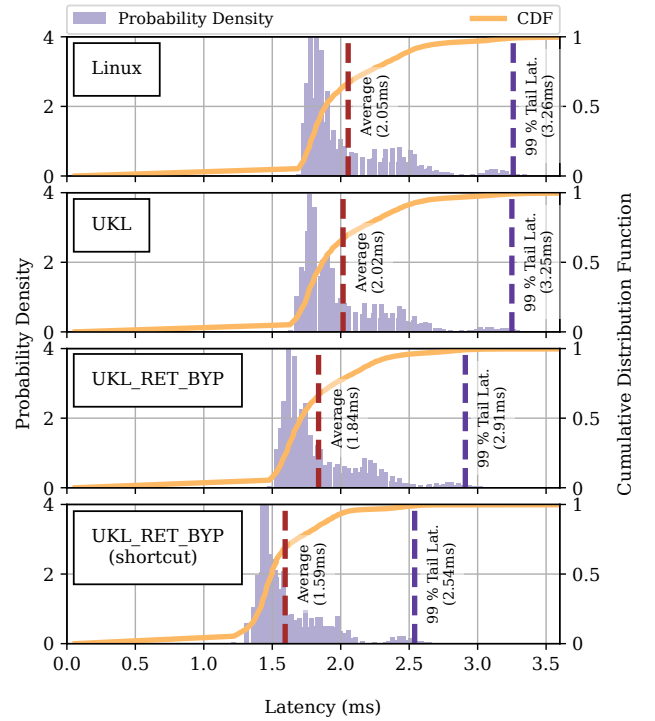 Probability Density
CDF
4
2
0
1
0.5
0
Linux
Average
(2.05ms)
99 % Tail Lat.
(3.26ms)
4
2
0
1
0.5
0
UKL
Average
(2.02ms)
99 % Tail Lat.
(3.25ms)
4
2
0
1
0.5
0
UKL_RET_BYP
Average
(1.84ms)
99 % Tail Lat.
(2.91ms)
4
2
0
1
0.5
0
UKL_RET_BYP
(shortcut)
Average
(1.59ms)
99 % Tail Lat.
(2.54ms)
0.0
0.5
1.0
1.5
2.0
2.5
3.0
3.5
Latency (ms)
Probability Density
Cumulative Distribution Function